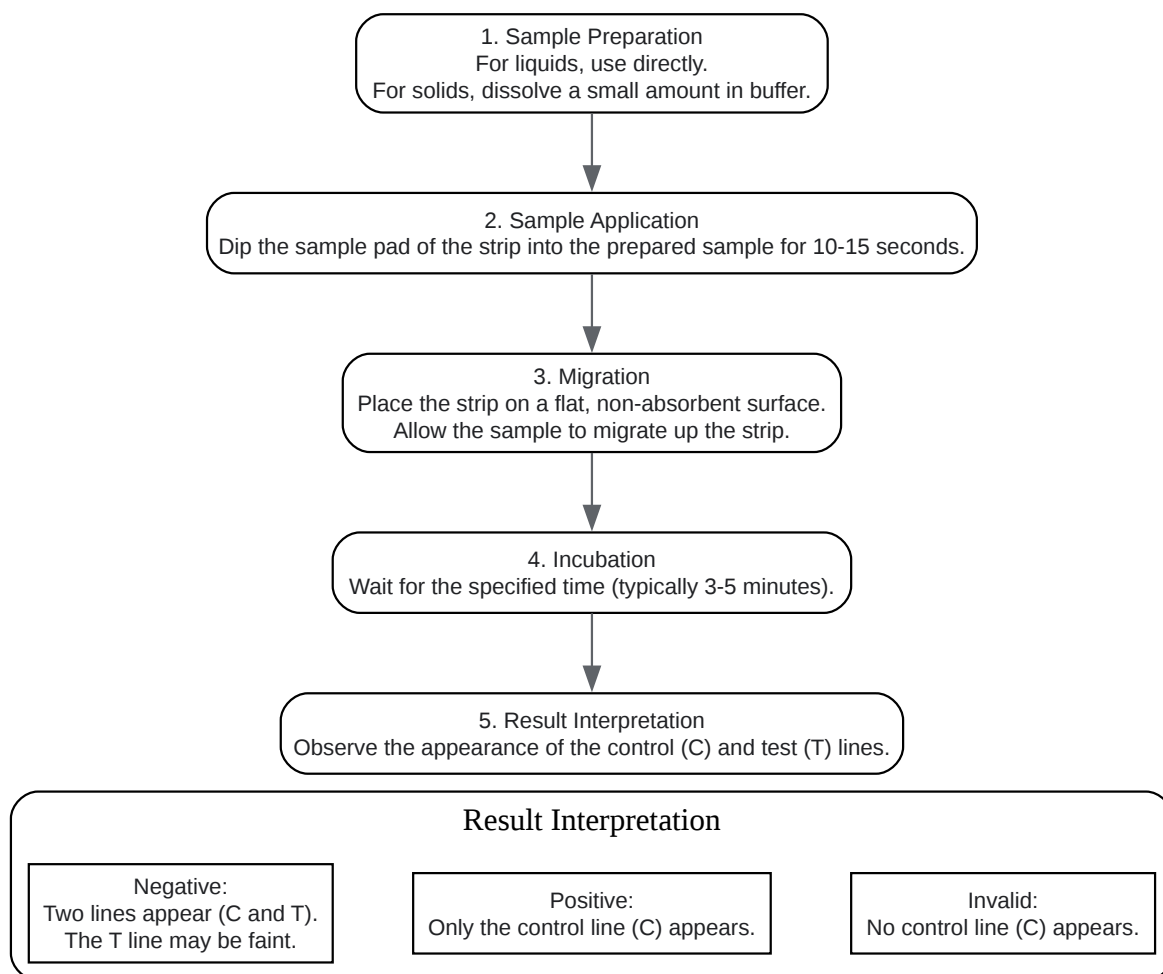 1. Sample Preparation
For liquids, use directly.
For solids, dissolve a small amount in buffer.
2. Sample Application
Dip the sample pad of the strip into the prepared sample for 10-15 seconds.
3. Migration
Place the strip on a flat, non-absorbent surface.
Allow the sample to migrate up the strip.
4. Incubation
Wait for the specified time (typically 3-5 minutes).
5. Result Interpretation
Observe the appearance of the control (C) and test (T) lines.
Result Interpretation
Negative:
Two lines appear (C and T).
The T line may be faint.
Positive:
Only the control line (C) appears.
Invalid:
No control line (C) appears.